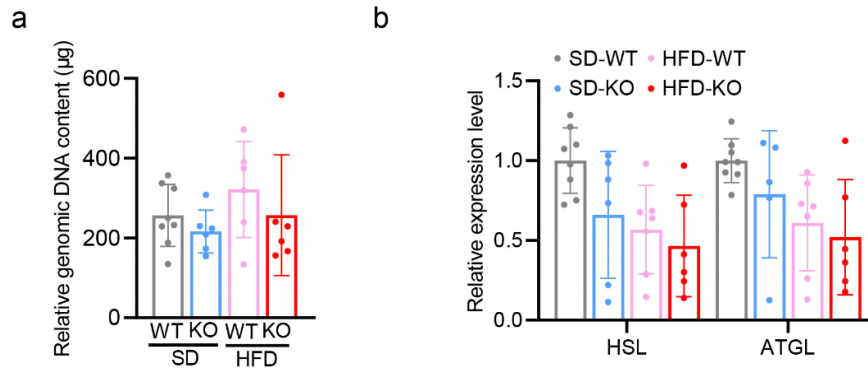 a
Relative genomic DNA content (μg)
600
400
200
0
WT KO WT KO
SD HFD
b
SD-WT HFD-WT
SD-KO HFD-KO
Relative expression level
1.5
1.0
0.5
0.0
HSL ATGL